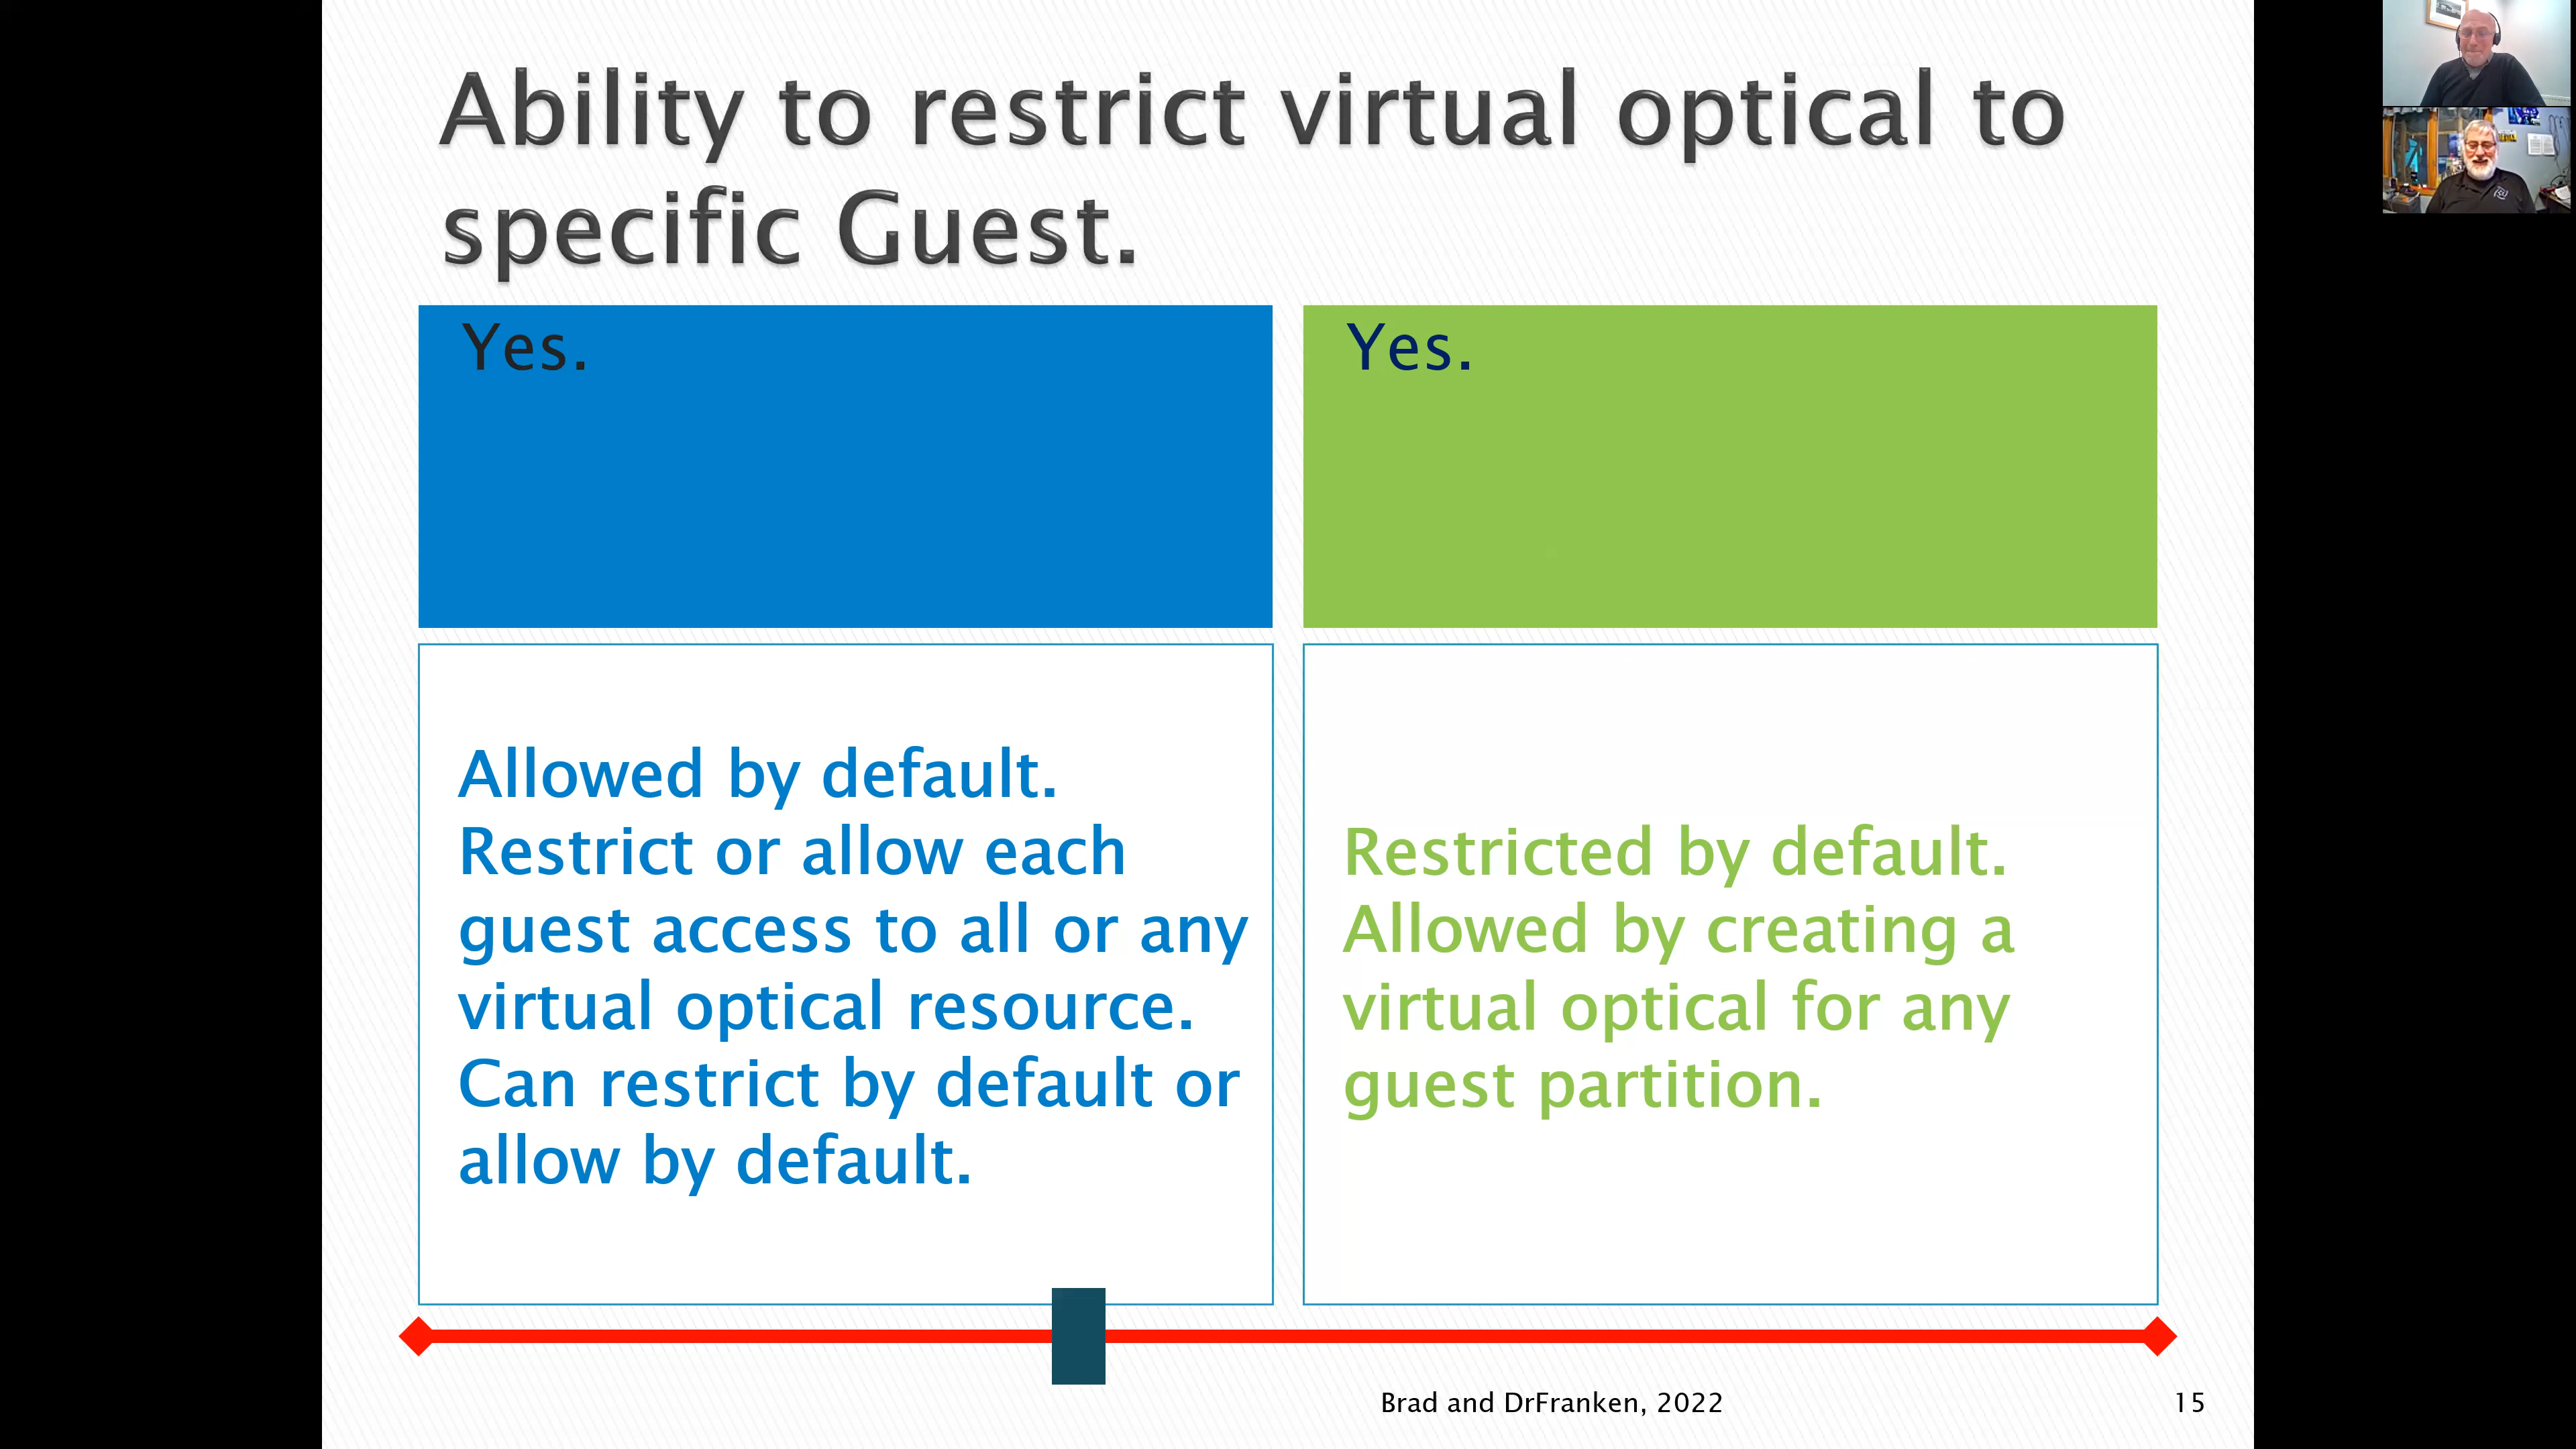 Ability to restrict virtual optical to
specific Guest.
Yes.
Yes.
Allowed by default.
Restrict or allow each
guest access to all or any
virtual optical resource.
Can restrict by default or
allow by default.
Restricted by default.
Allowed by creating a
virtual optical for any
guest partition.
Brad and DrFranken, 2022
15